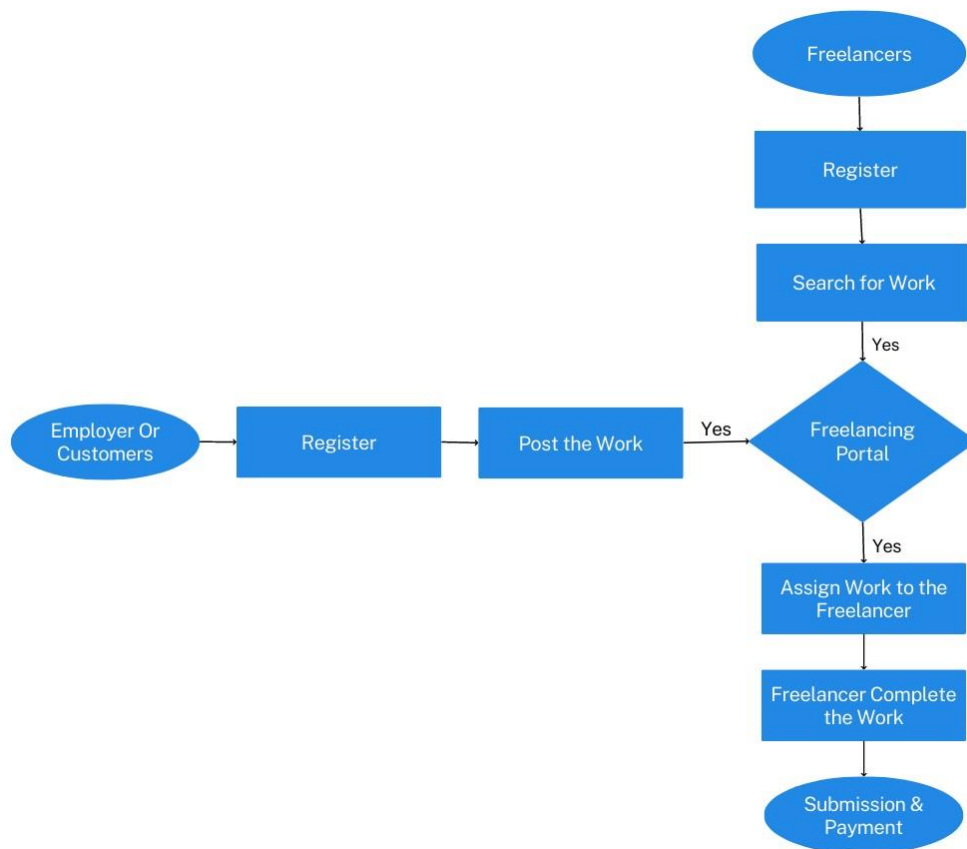 Freelancers
Register
Search for Work
Yes
Employer Or
Customers
Register
Post the Work
Yes
Freelancing
Portal
Yes
Assign Work to the
Freelancer
Freelancer Complete
the Work
Submission &
Payment